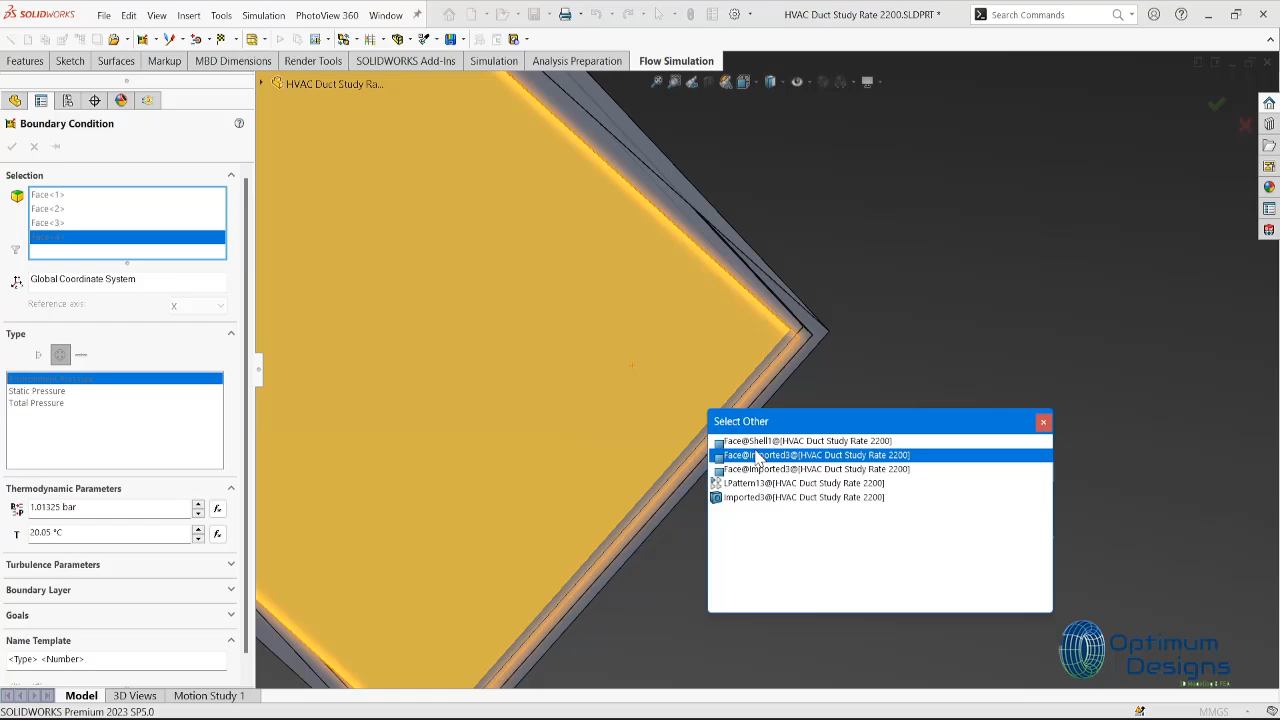 SOLIDWORKS
File Edit View Insert Tools Simulation PhotoView 360 Window
HVAC Duct Study Rate 2200.SLDPRT *
Search Commands
Features Sketch Surfaces Markup MBD Dimensions Render Tools SOLIDWORKS Add-Ins Simulation Analysis Preparation Flow Simulation
HVAC Duct Study Ra...
Boundary Condition
Selection
Face<1>
Face<2>
Face<3>
Global Coordinate System
Reference axis: X
Type
Static Pressure
Total Pressure
Thermodynamic Parameters
P 1.01325 bar fx
T 20.05 °C fx
Turbulence Parameters
Boundary Layer
Goals
Name Template
<Type> <Number>
Select Other
Face@Shell1@[HVAC Duct Study Rate 2200]
Face@Imported3@[HVAC Duct Study Rate 2200]
Face@Imported3@[HVAC Duct Study Rate 2200]
LPattern13@[HVAC Duct Study Rate 2200]
Imported3@[HVAC Duct Study Rate 2200]
Optimum
Designs
Model 3D Views Motion Study 1
SOLIDWORKS Premium 2023 SP5.0
MMGS